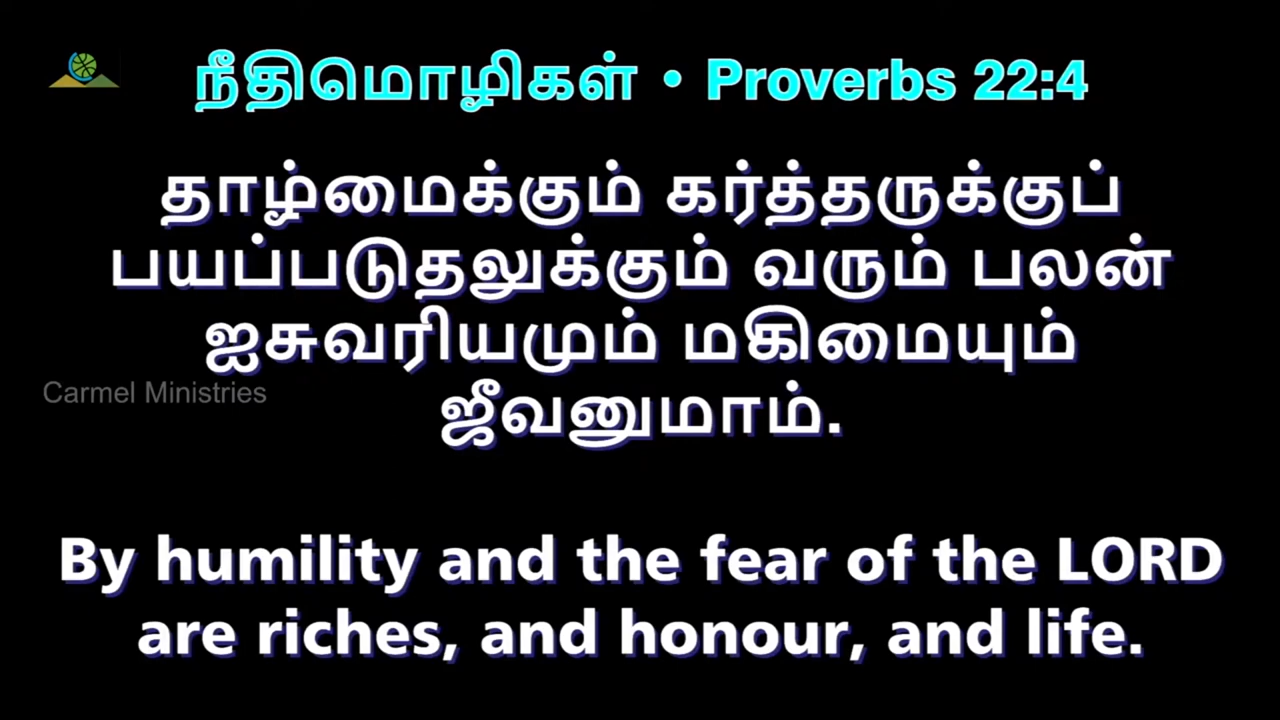 நீதிமொழிகள் • Proverbs 22:4
தாழ்மைக்கும் கர்த்தருக்குப்
பயப்படுதலுக்கும் வரும் பலன்
ஐசுவரியமும் மகிமையும்
Carmel Ministries
ஜீவனுமாம்.
By humility and the fear of the LORD
are riches, and honour, and life.